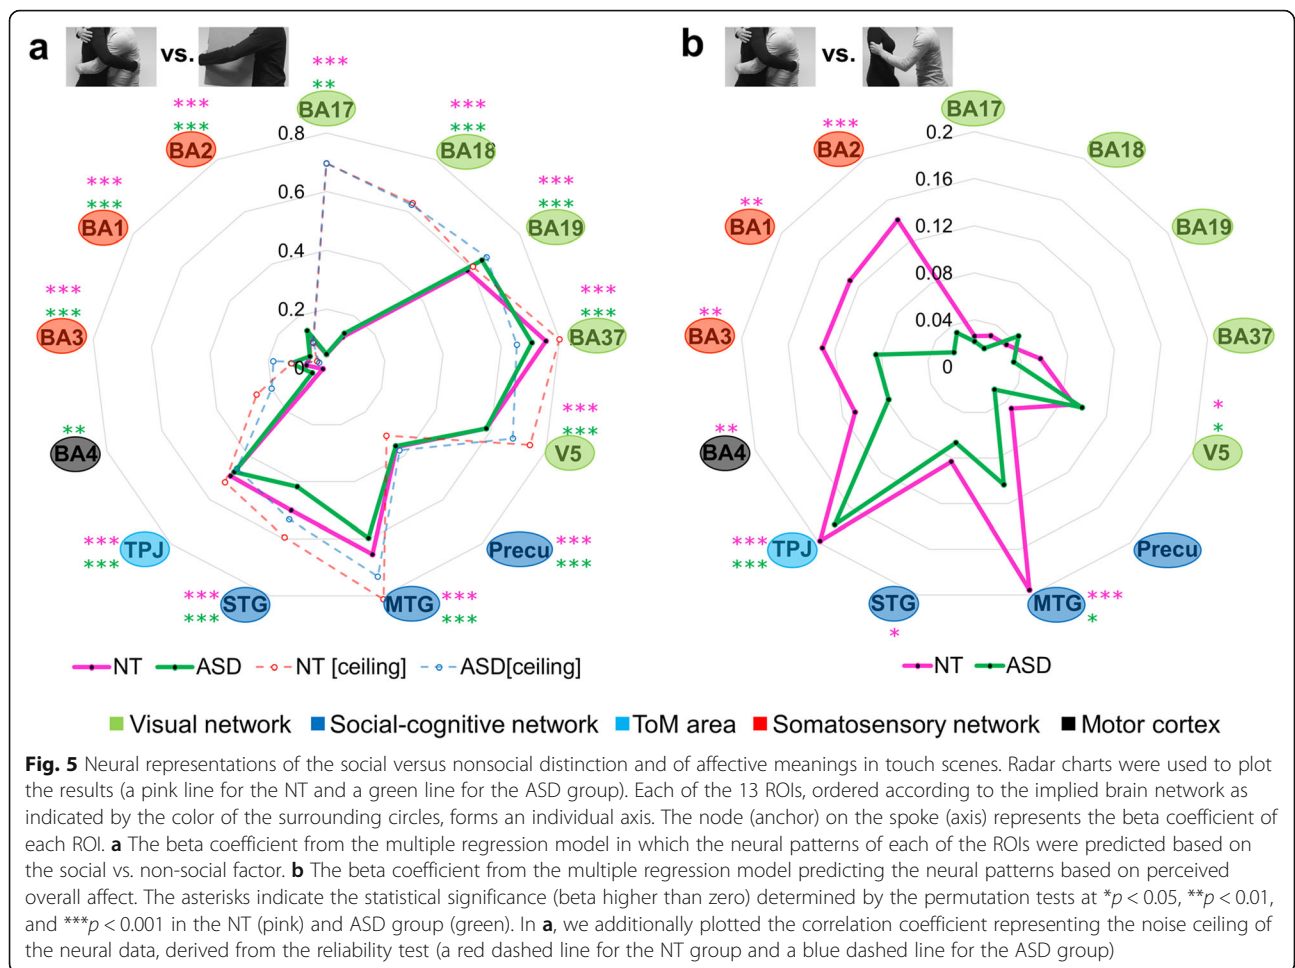 a vs.
b vs.
***
**
BA17
***
***
BA18
***
***
BA19
***
***
BA37
***
***
V5
***
***
Precu
***
***
MTG
***
***
STG
***
***
TPJ
**
BA4
***
***
BA3
***
***
BA1
***
***
BA2
0.8
0.6
0.4
0.2
0
NT ASD NT [ceiling] ASD[ceiling]
BA17
BA18
BA19
BA37
*
*
V5
Precu
***
*
MTG
STG
*
***
***
TPJ
**
BA4
**
BA3
**
BA1
***
BA2
0.2
0.16
0.12
0.08
0.04
0
NT ASD
Visual network Social-cognitive network ToM area Somatosensory network Motor cortex
Fig. 5 Neural representations of the social versus nonsocial distinction and of affective meanings in touch scenes. Radar charts were used to plot
the results (a pink line for the NT and a green line for the ASD group). Each of the 13 ROIs, ordered according to the implied brain network as
indicated by the color of the surrounding circles, forms an individual axis. The node (anchor) on the spoke (axis) represents the beta coefficient of
each ROI. a The beta coefficient from the multiple regression model in which the neural patterns of each of the ROIs were predicted based on
the social vs. non-social factor. b The beta coefficient from the multiple regression model predicting the neural patterns based on perceived
overall affect. The asterisks indicate the statistical significance (beta higher than zero) determined by the permutation tests at *p < 0.05, **p < 0.01,
and ***p < 0.001 in the NT (pink) and ASD group (green). In a, we additionally plotted the correlation coefficient representing the noise ceiling of
the neural data, derived from the reliability test (a red dashed line for the NT group and a blue dashed line for the ASD group)